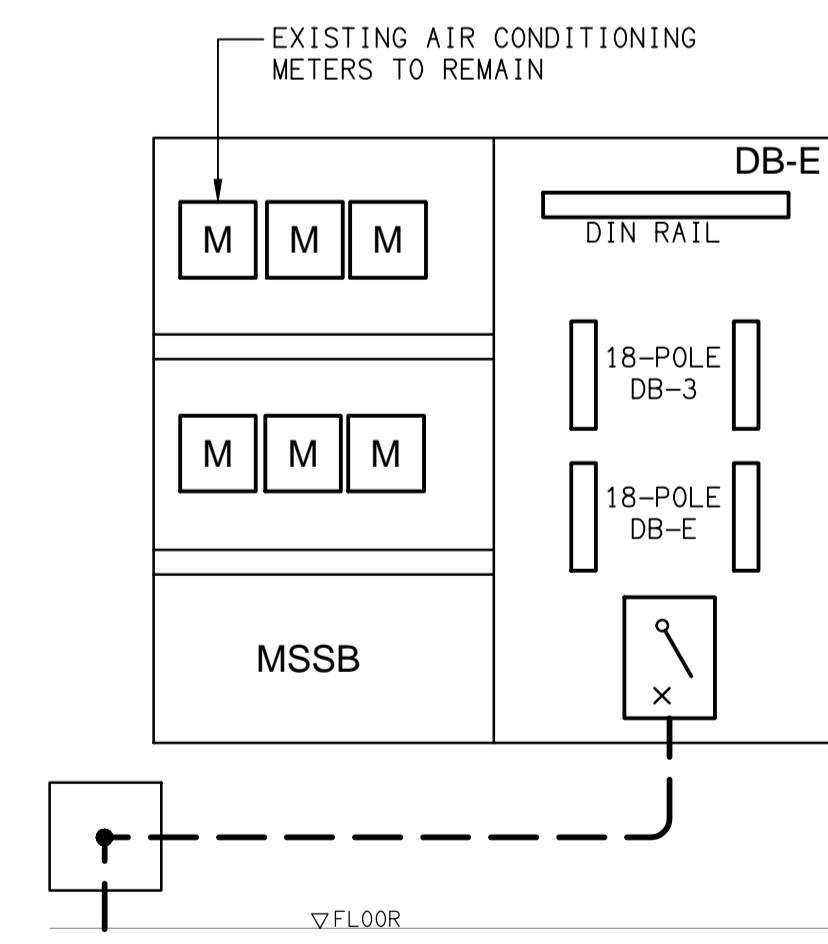 EXISTING AIR CONDITIONING
METERS TO REMAIN
DB-E
M M M
DIN RAIL
18-POLE
DB-3
M M M
18-POLE
DB-E
MSSB
FLOOR